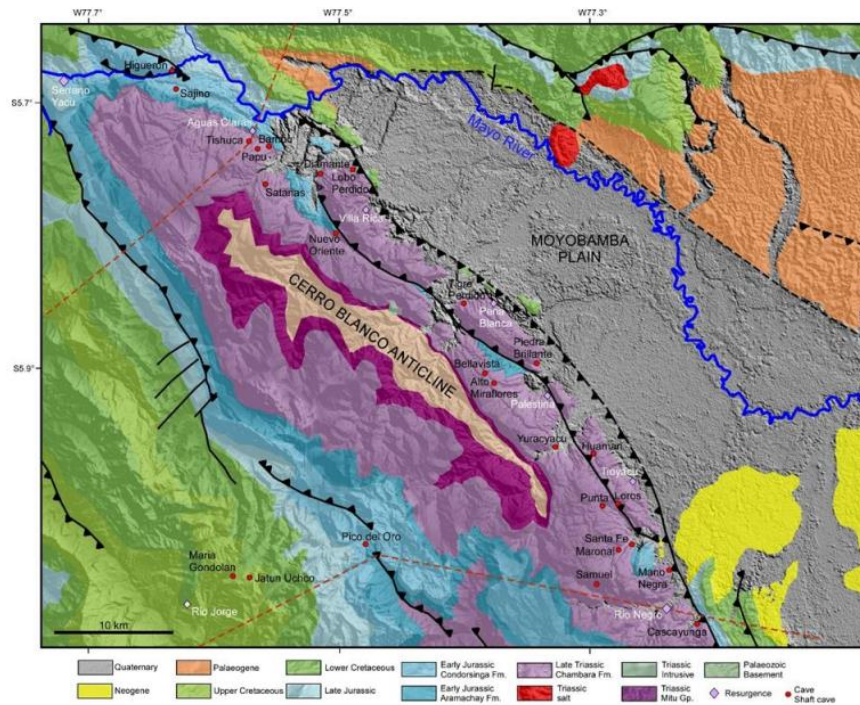 W77.7°
W77.5°
W77.3°
S5.7°
S5.9°
Higueron
Serrano
Yacu
Sajino
Aguas Claras
Tishuca
Bambu
Papu
Diamante
Lobo
Perdido
Satanas
Villa Rica
Nuevo
Oriente
Mayo River
MOYOBAMBA
PLAIN
Tigre
Perdido
Peña
Blanca
CERRO BLANCO ANTICLINE
Piedra
Brillante
Bellavista
Alto
Miraflores
Palestina
Yuracyacu
Huamari
Tioyacu
Punta
Loros
Santa Fe
Maronal
Pico del Oro
Samuel
Mano
Negra
Maria
Gondolan
Jatun Uchco
Rio Jorge
Rio Negro
Cascayunga
10 km
Quaternary
Palaeogene
Lower Cretaceous
Early Jurassic
Condorsinga Fm.
Late Triassic
Chambara Fm.
Triassic
Intrusive
Palaeozoic
Basement
Neogene
Upper Cretaceous
Late Jurassic
Early Jurassic
Aramachay Fm.
Triassic
salt
Triassic
Mitu Gp.
Resurgence
Cave
Shaft cave